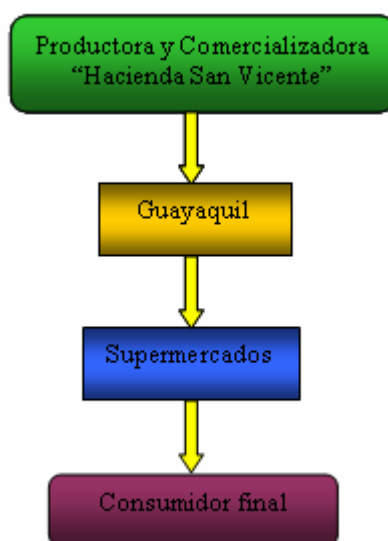 Productora y Comercializadora
“Hacienda San Vicente”
Guayaquil
Supermercados
Consumidor final